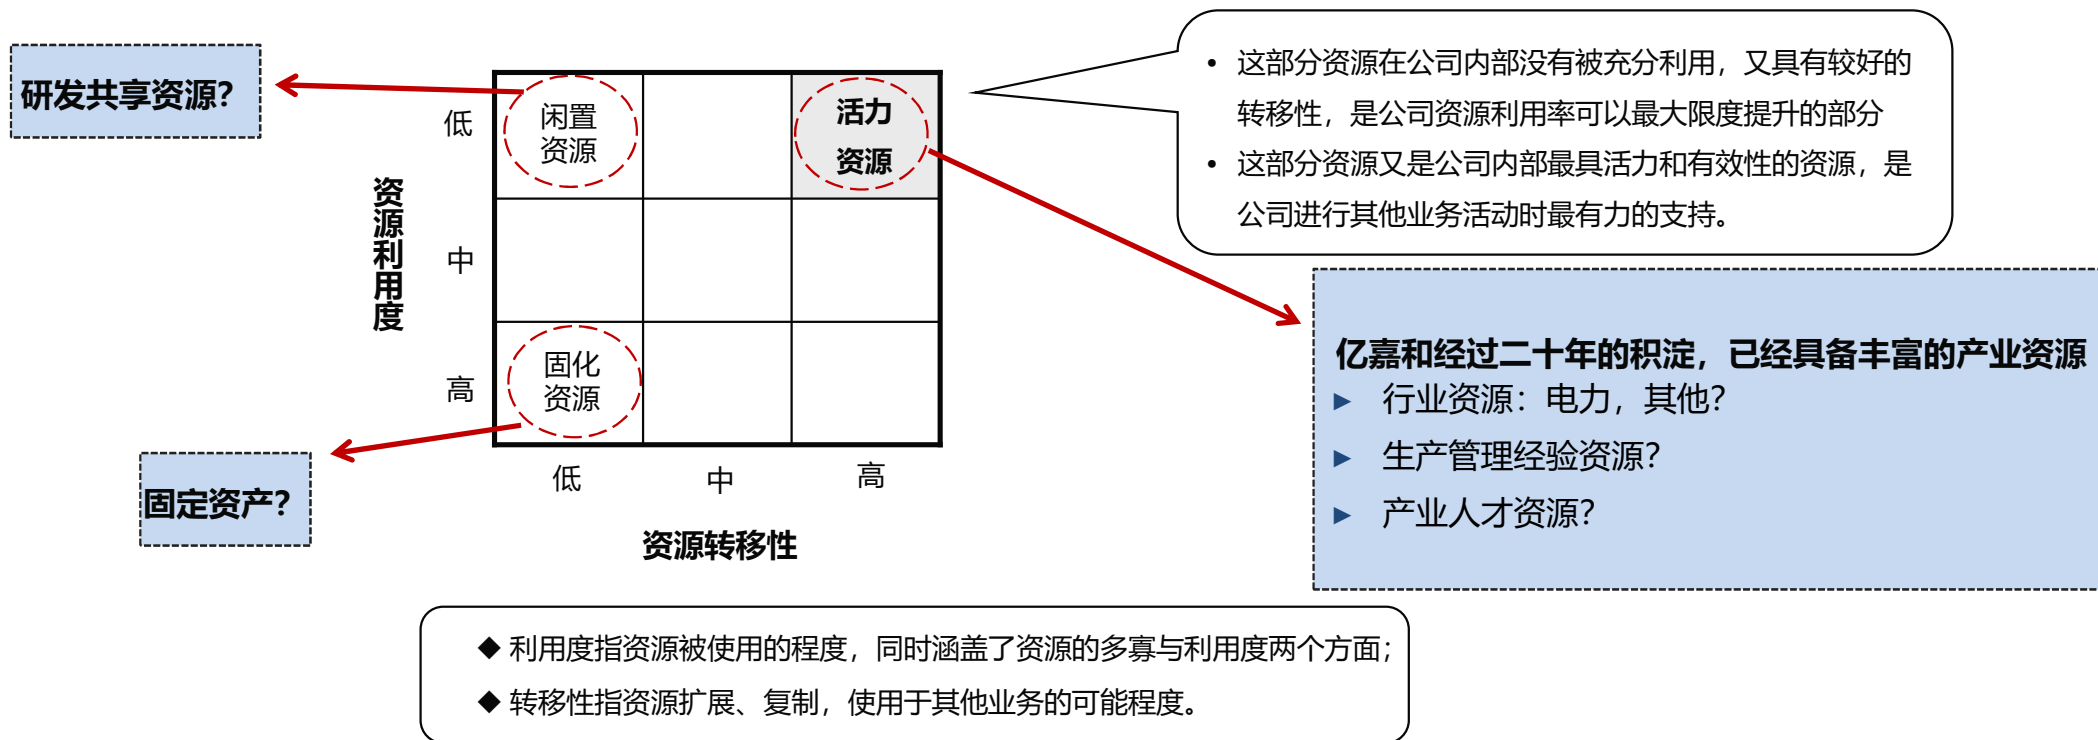 研发共享资源？
低
闲置
资源
活力
资源
• 这部分资源在公司内部没有被充分利用，又具有较好的
转移性，是公司资源利用率可以最大限度提升的部分
• 这部分资源又是公司内部最具活力和有效性的资源，是
公司进行其他业务活动时最有力的支持。
资源利用度
中
高
固化
资源
固定资产？
低
中
高
资源转移性
亿嘉和经过二十年的积淀，已经具备丰富的产业资源
► 行业资源：电力，其他？
► 生产管理经验资源？
► 产业人才资源？
◆ 利用度指资源被使用的程度，同时涵盖了资源的多寡与利用度两个方面；
◆ 转移性指资源扩展、复制，使用于其他业务的可能程度。